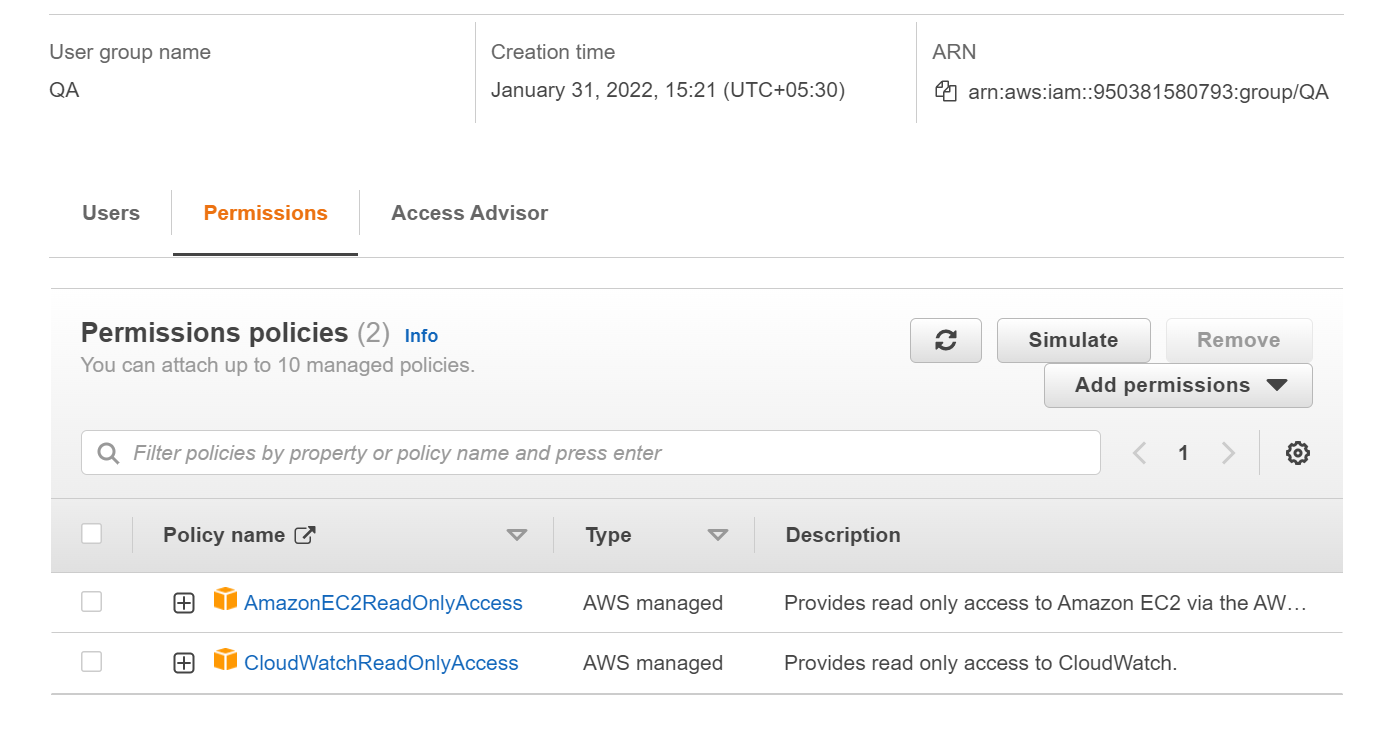 User group name
QA
Creation time
January 31, 2022, 15:21 (UTC+05:30)
ARN
arn:aws:iam::950381580793:group/QA
Users
Permissions
Access Advisor
Permissions policies (2) Info
You can attach up to 10 managed policies.
Simulate
Remove
Add permissions
Filter policies by property or policy name and press enter
1
Policy name
Type
Description
AmazonEC2ReadOnlyAccess
AWS managed
Provides read only access to Amazon EC2 via the AW…
CloudWatchReadOnlyAccess
AWS managed
Provides read only access to CloudWatch.